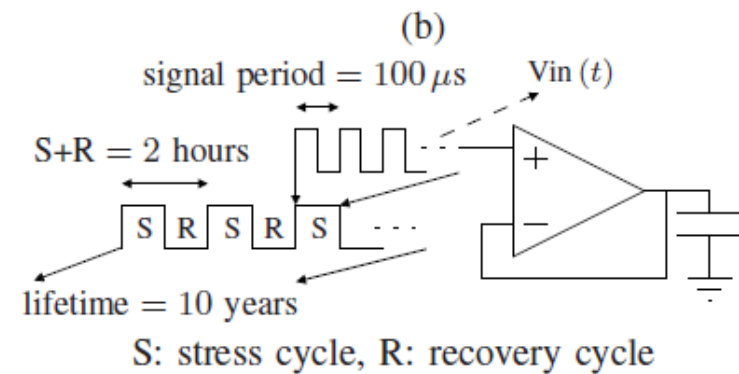 (b)
signal period = 100 μs
Vin (t)
S+R = 2 hours
S R S R S
lifetime = 10 years
S: stress cycle, R: recovery cycle